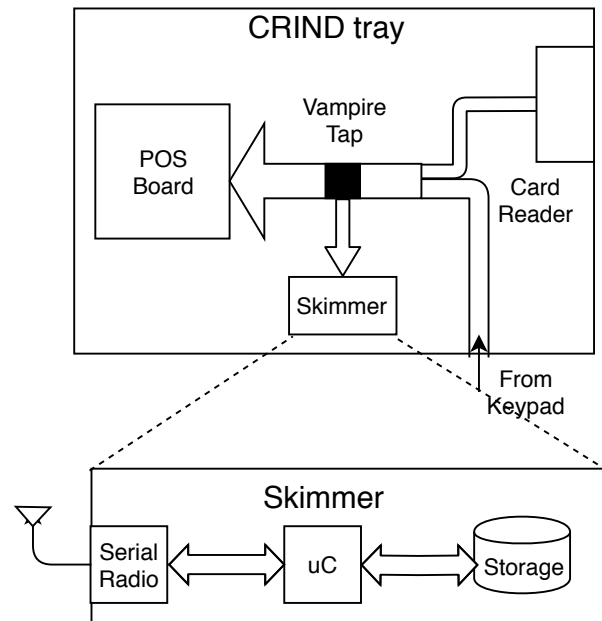 CRIND tray
Vampire
Tap
POS
Board
Card
Reader
Skimmer
From
Keypad
Skimmer
Serial
Radio
uC
Storage